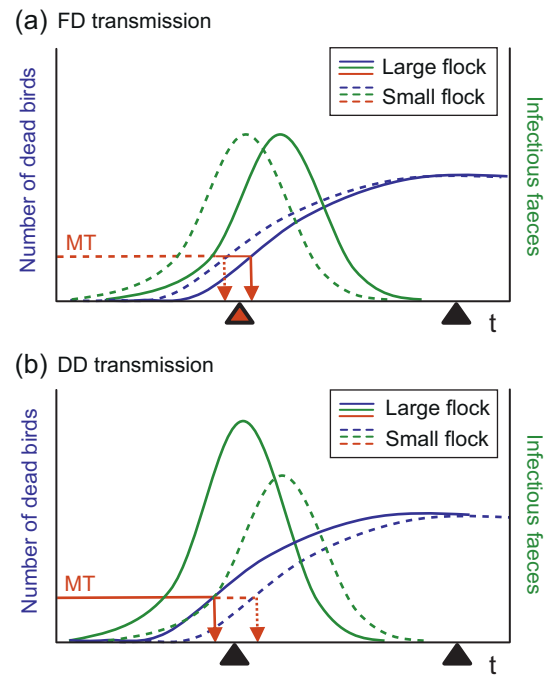 (a) FD transmission
Number of dead birds
Large flock
Small flock
Infectious faeces
MT
t
(b) DD transmission
Number of dead birds
Large flock
Small flock
Infectious faeces
MT
t